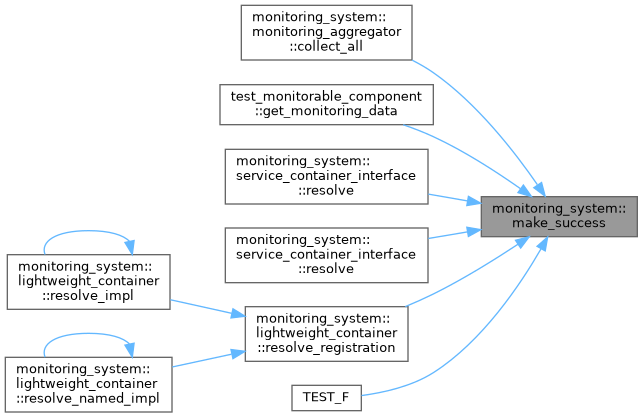 monitoring_system::
monitoring_aggregator
::collect_all
test_monitorable_component
::get_monitoring_data
monitoring_system::
service_container_interface
::resolve
monitoring_system::
make_success
monitoring_system::
service_container_interface
::resolve
monitoring_system::
lightweight_container
::resolve_impl
monitoring_system::
lightweight_container
::resolve_registration
monitoring_system::
lightweight_container
::resolve_named_impl
TEST_F